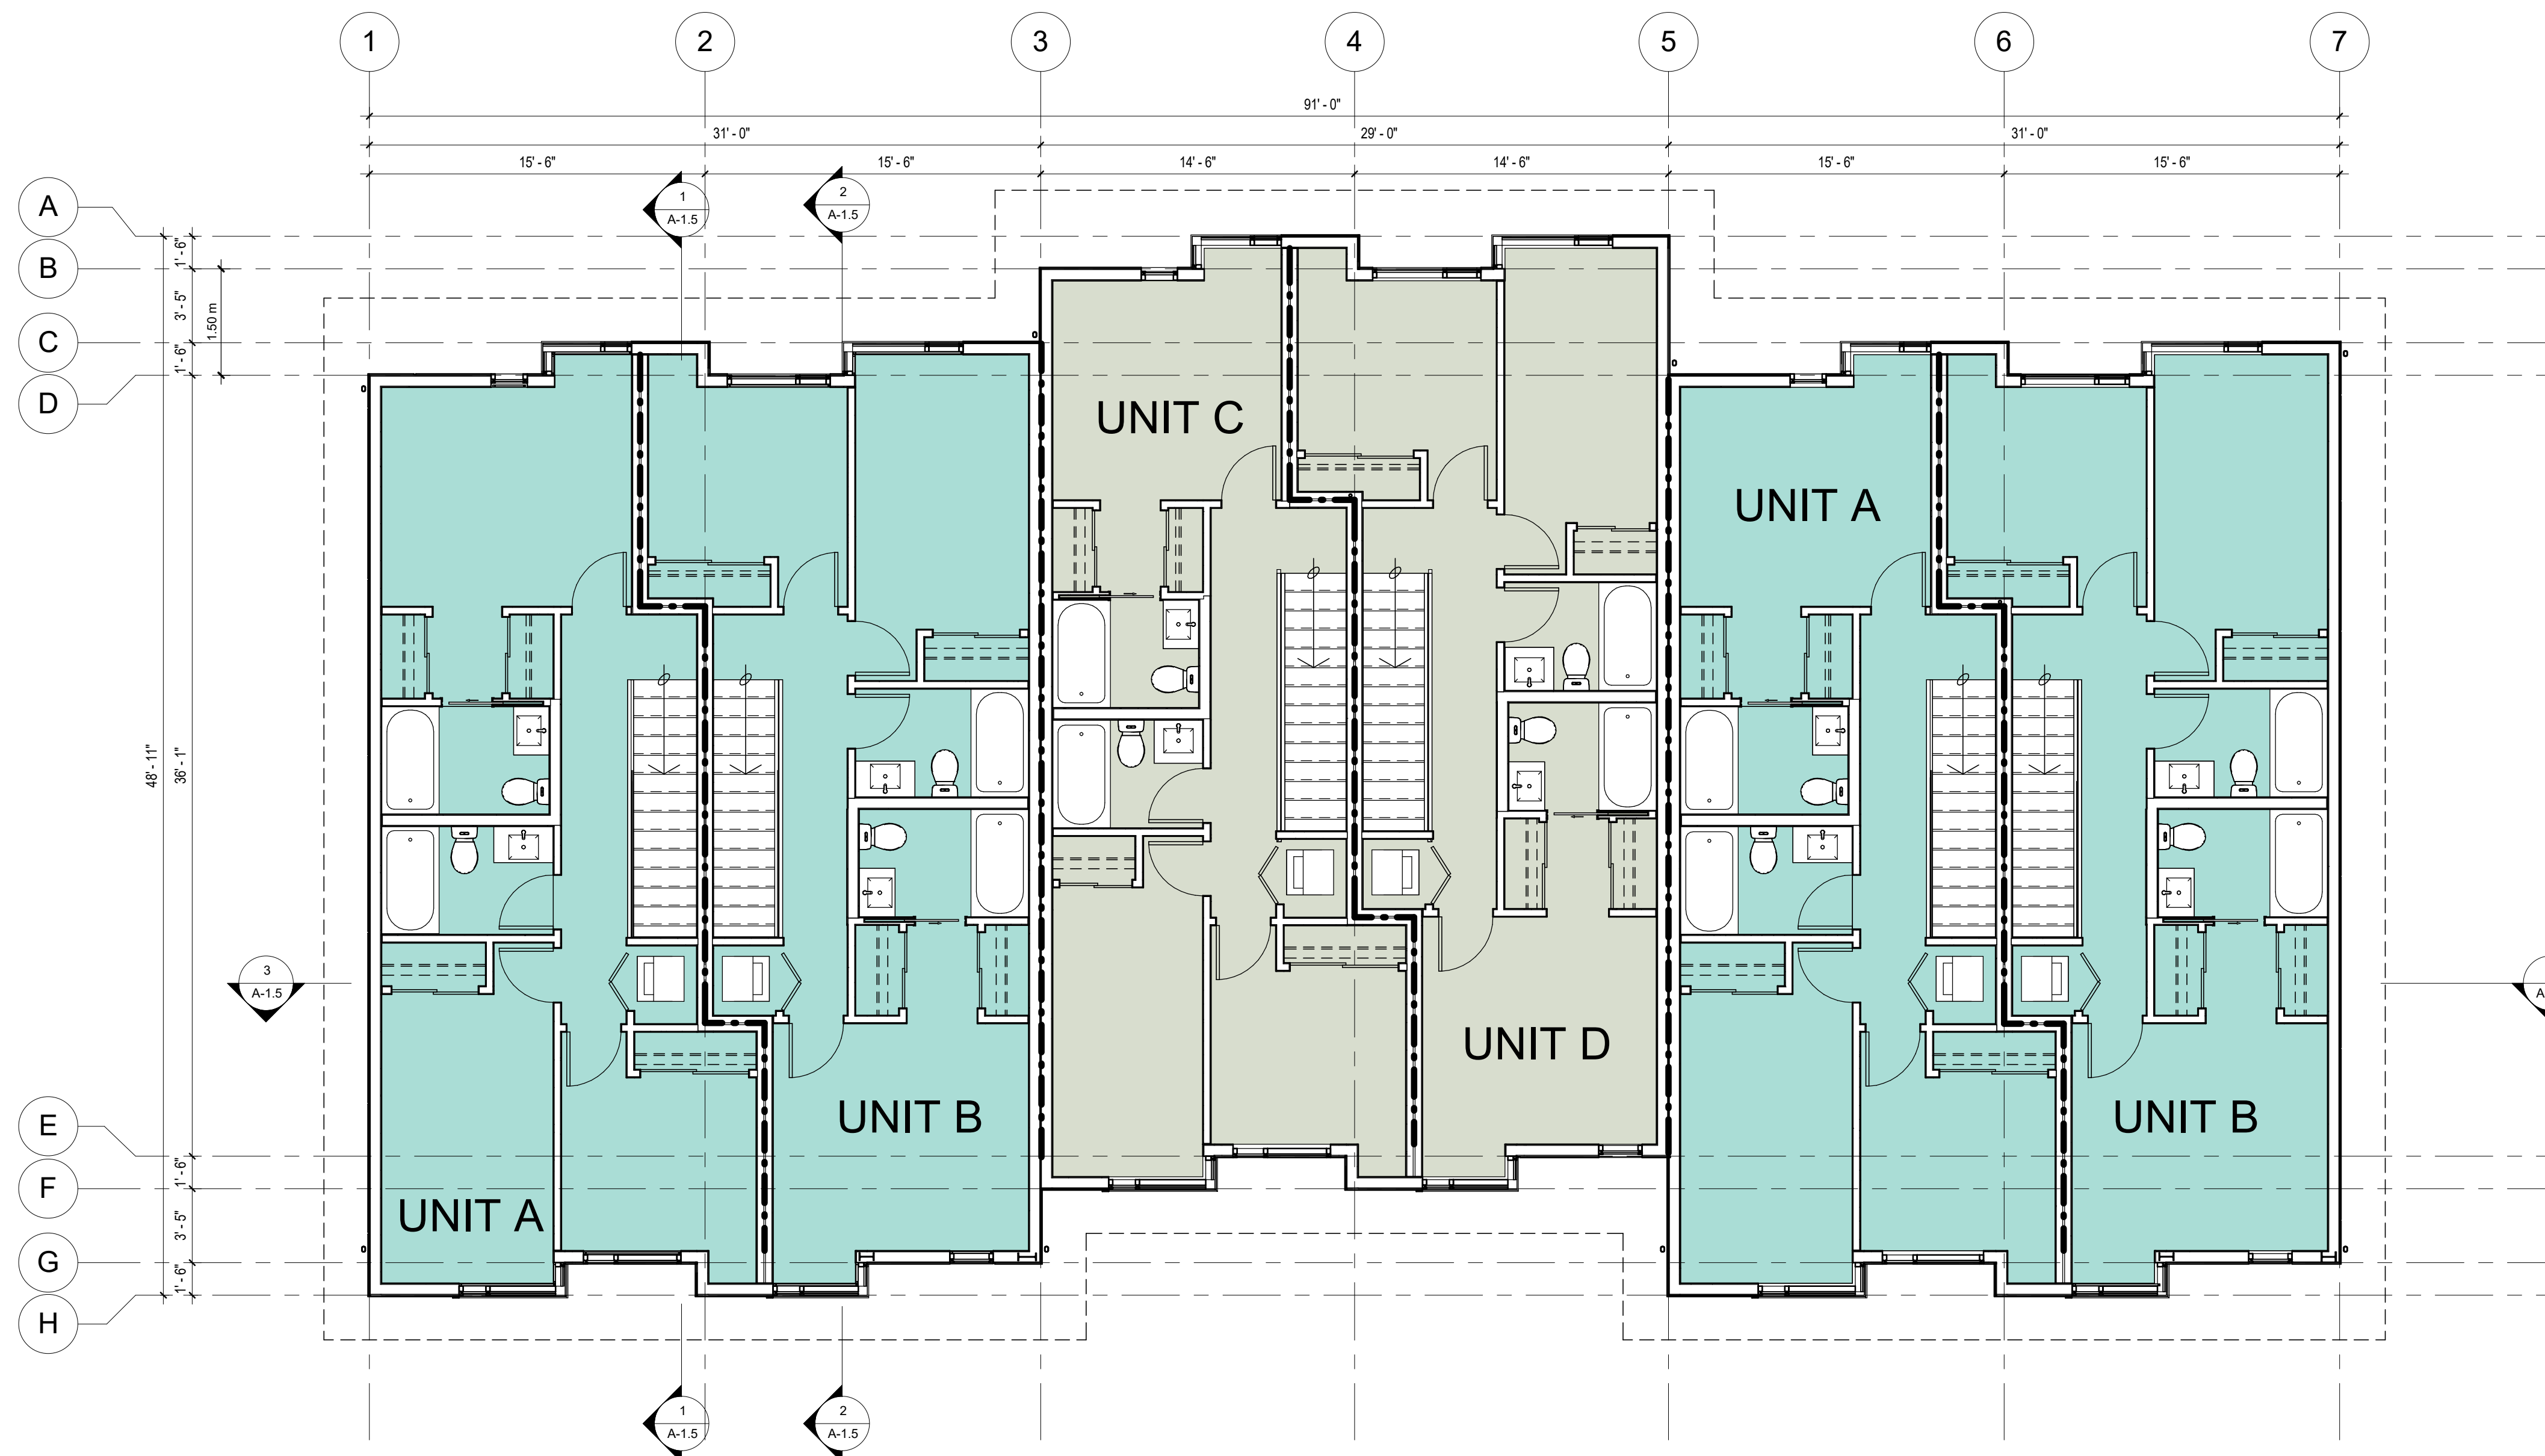 1 2 3 4 5 6 7
91' - 0"
31' - 0" 29' - 0" 31' - 0"
15' - 6" 15' - 6" 14' - 6" 14' - 6" 15' - 6" 15' - 6"
1 2
A-1.5 A-1.5
A
1' - 6"
B
3' - 5"
1.50 m
C
1' - 6"
D
UNIT C
UNIT A
48' - 11"
36' - 1"
3
A-1.5
A
UNIT D
UNIT B
UNIT B
UNIT A
E
1' - 6"
F
3' - 5"
G
1' - 6"
H
1 2
A-1.5 A-1.5